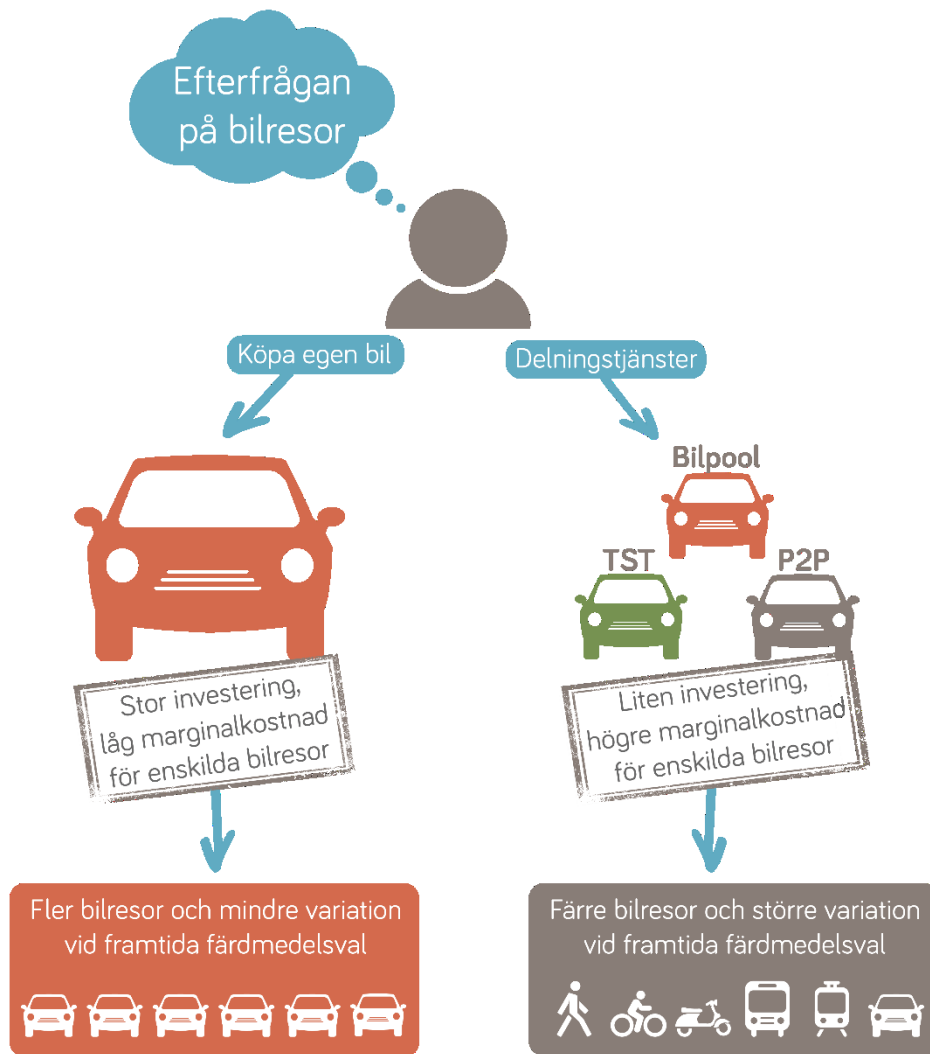 Efterfrågan
på bilresor
Köpa egen bil
Delningstjänster
Bilpool
TST
P2P
Stor investering,
låg marginalkostnad
för enskilda bilresor
Liten investering,
högre marginalkostnad
för enskilda bilresor
Fler bilresor och mindre variation
vid framtida färdmedelsval
Färre bilresor och större variation
vid framtida färdmedelsval